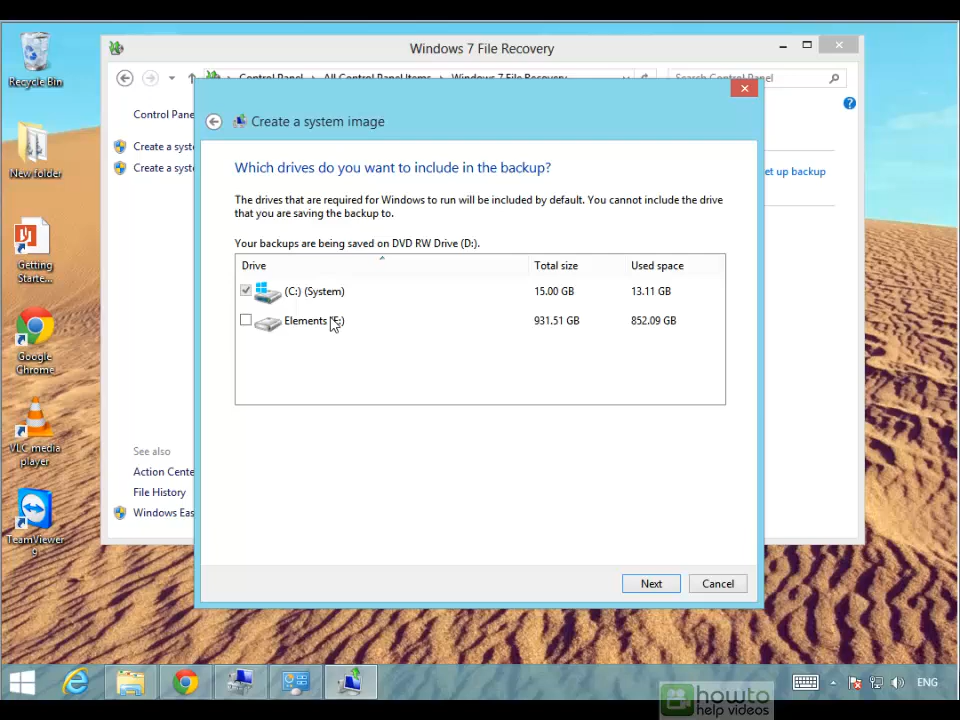 Recycle Bin
New folder
Getting
Starte...
Google
Chrome
VLC media
player
TeamViewer
9
Windows 7 File Recovery
Control Panel
All Control Panel Items
Windows 7 File Recovery
Search Control Panel
Control Pane
Create a syst
Create a syst
et up backup
See also
Action Cente
File History
Windows Eas
Create a system image
Which drives do you want to include in the backup?
The drives that are required for Windows to run will be included by default. You cannot include the drive
that you are saving the backup to.
Your backups are being saved on DVD RW Drive (D:).
Drive Total size Used space
(C:) (System) 15.00 GB 13.11 GB
Elements (E:) 931.51 GB 852.09 GB
Next Cancel
ENG
howto
help videos